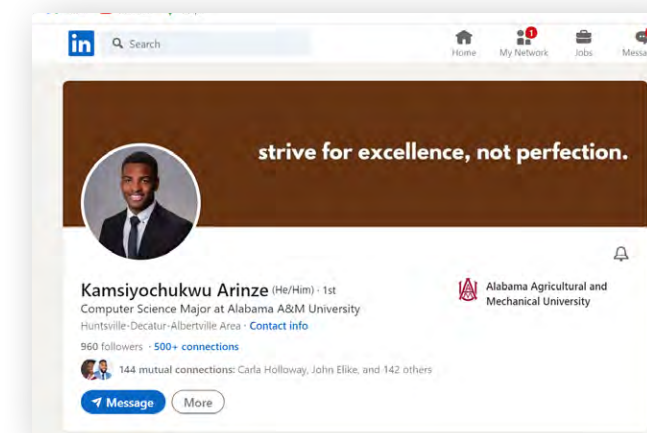 in Search
1
Home My Network Jobs
strive for excellence, not perfection.
Kamsiyochukwu Arinze (He/Him) · 1st
Computer Science Major at Alabama A&M University
Huntsville-Decatur-Albertville Area · Contact info
960 followers · 500+ connections
144 mutual connections: Carla Holloway, John Elike, and 142 others
Message More
Alabama Agricultural and
Mechanical University